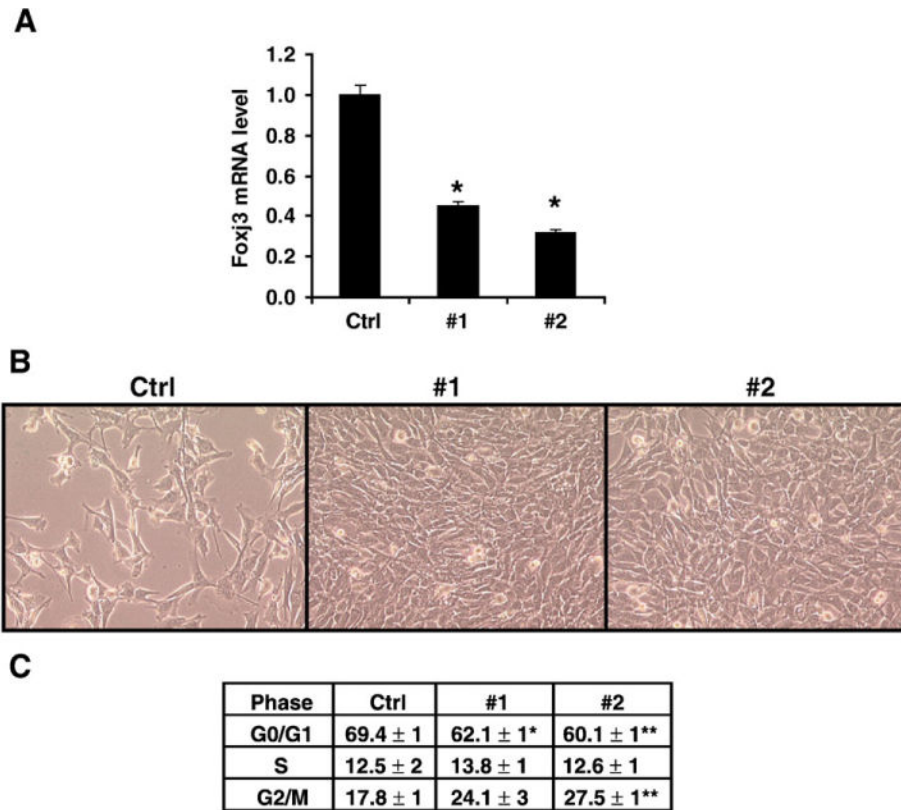 A
Foxj3 mRNA level
1.2
1.0
0.8
0.6
0.4
0.2
0.0
*
*
Ctrl #1 #2
B
Ctrl #1 #2
C
Phase Ctrl #1 #2
G0/G1 69.4 ± 1 62.1 ± 1* 60.1 ± 1**
S 12.5 ± 2 13.8 ± 1 12.6 ± 1
G2/M 17.8 ± 1 24.1 ± 3 27.5 ± 1**